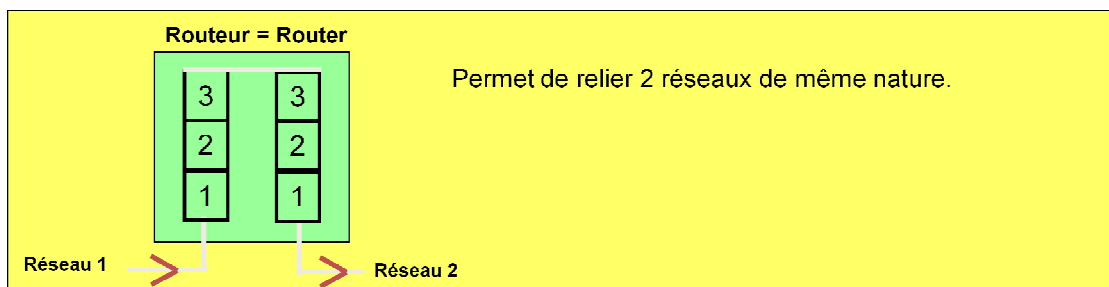 Routeur = Router
Permet de relier 2 réseaux de même nature.
3 3
2 2
1 1
Réseau 1
Réseau 2